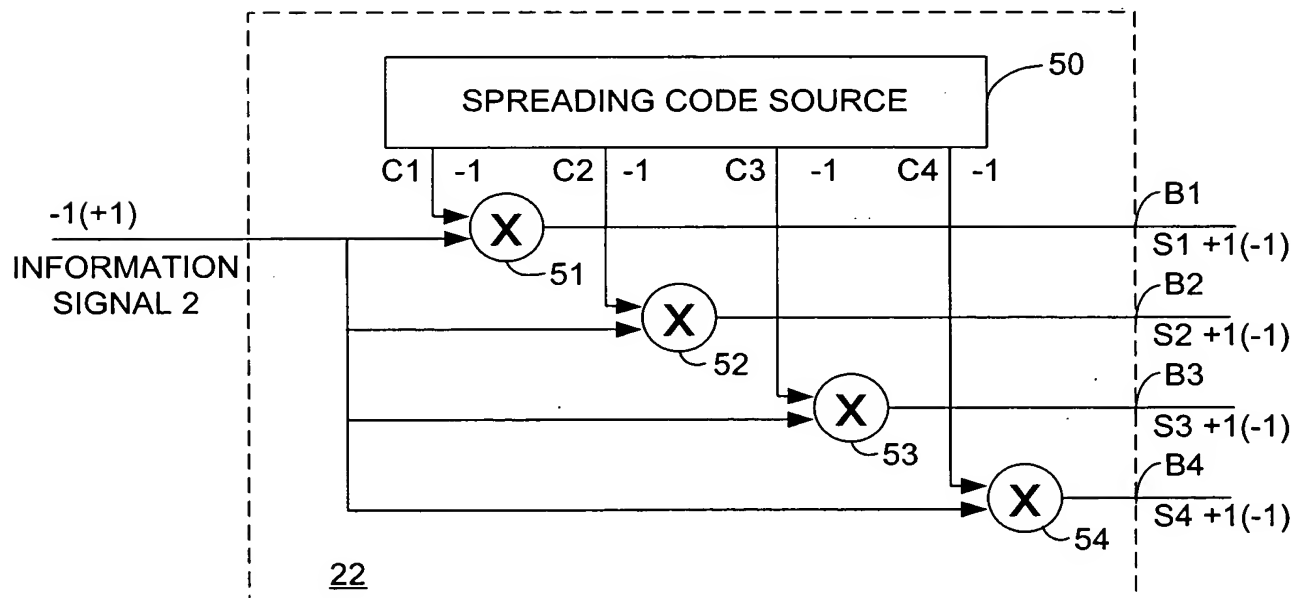 50
SPREADING CODE SOURCE
C1 -1 C2 -1 C3 -1 C4 -1
-1(+1)
INFORMATION
SIGNAL 2
X
51
B1
S1 +1(-1)
X
52
B2
S2 +1(-1)
X
53
B3
S3 +1(-1)
X
54
B4
S4 +1(-1)
22